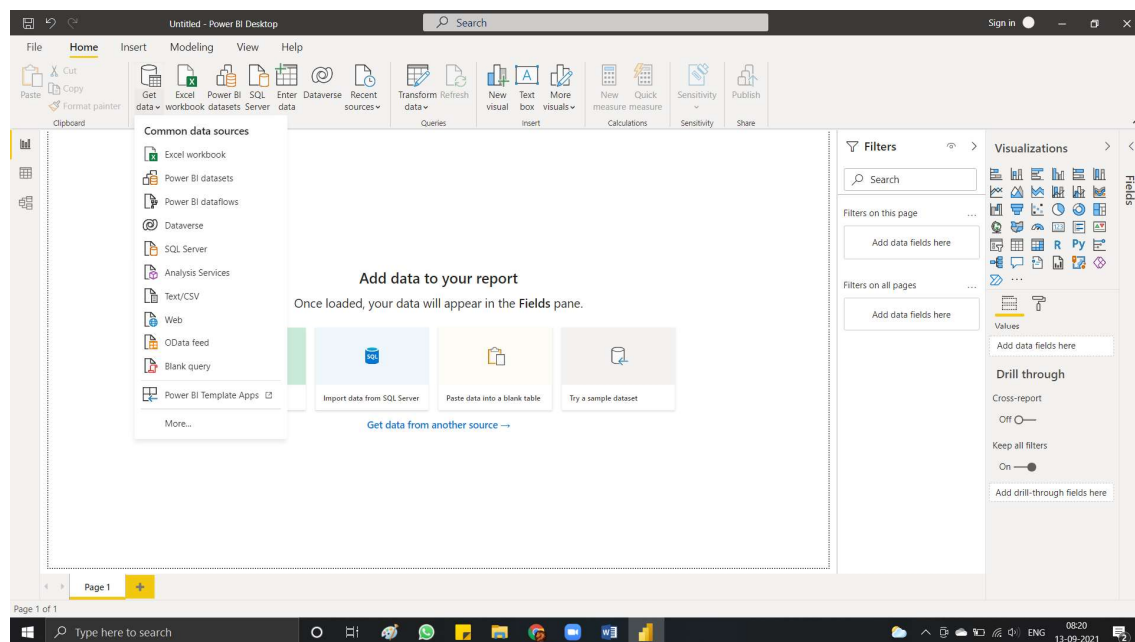 Untitled - Power BI Desktop
Search
Sign in
File Home Insert Modeling View Help
Paste
Cut
Copy
Format painter
Clipboard
Get data
Excel workbook
Power BI datasets
SQL Server
Enter data
Dataverse
Recent sources
Transform data
Refresh
Queries
New visual
Text box
More visuals
Insert
New measure
Quick measure
Calculations
Sensitivity
Sensitivity
Publish
Share
Common data sources
Excel workbook
Power BI datasets
Power BI dataflows
Dataverse
SQL Server
Analysis Services
Text/CSV
Web
OData feed
Blank query
Power BI Template Apps
More...
Add data to your report
Once loaded, your data will appear in the Fields pane.
SQL
Import data from SQL Server
Paste data into a blank table
Try a sample dataset
Get data from another source →
Filters
Search
Filters on this page
...
Add data fields here
Filters on all pages
...
Add data fields here
Visualizations
R Py
...
Values
Add data fields here
Drill through
Cross-report
Off
Keep all filters
On
Add drill-through fields here
Fields
Page 1
+
Page 1 of 1
Type here to search
ENG
08:20
13-09-2021
2